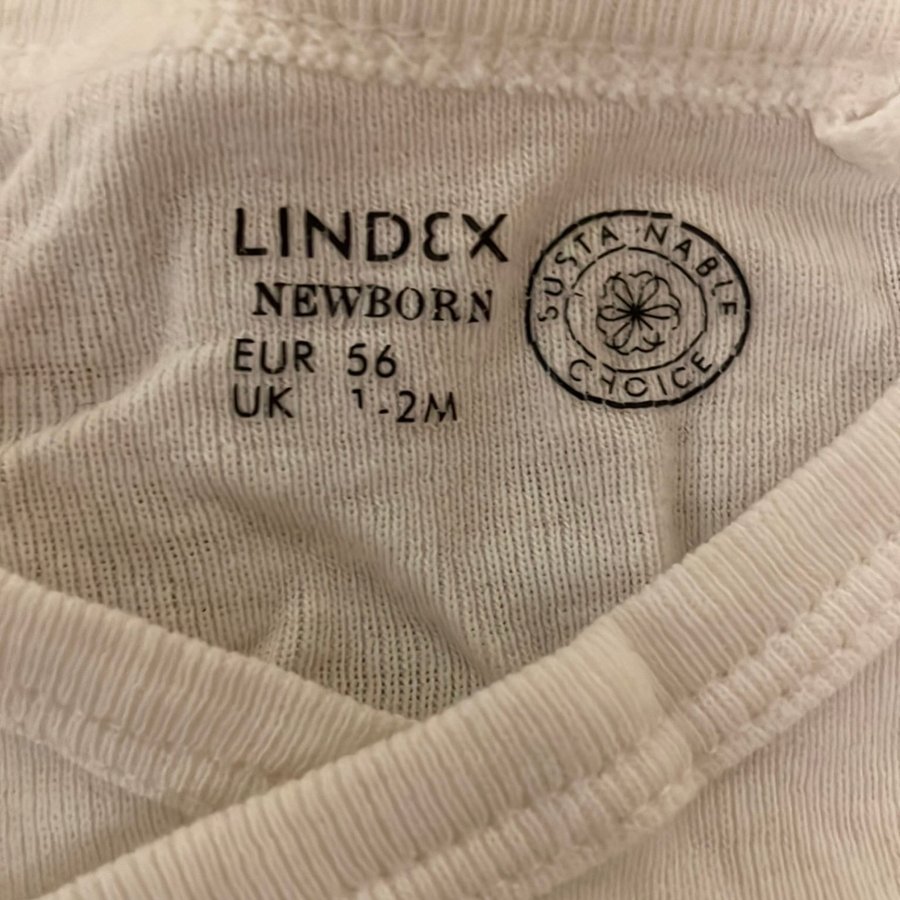 LINDEX
NEWBORN
EUR 56
UK 1-2M
SUSTAINABLE
CHOICE